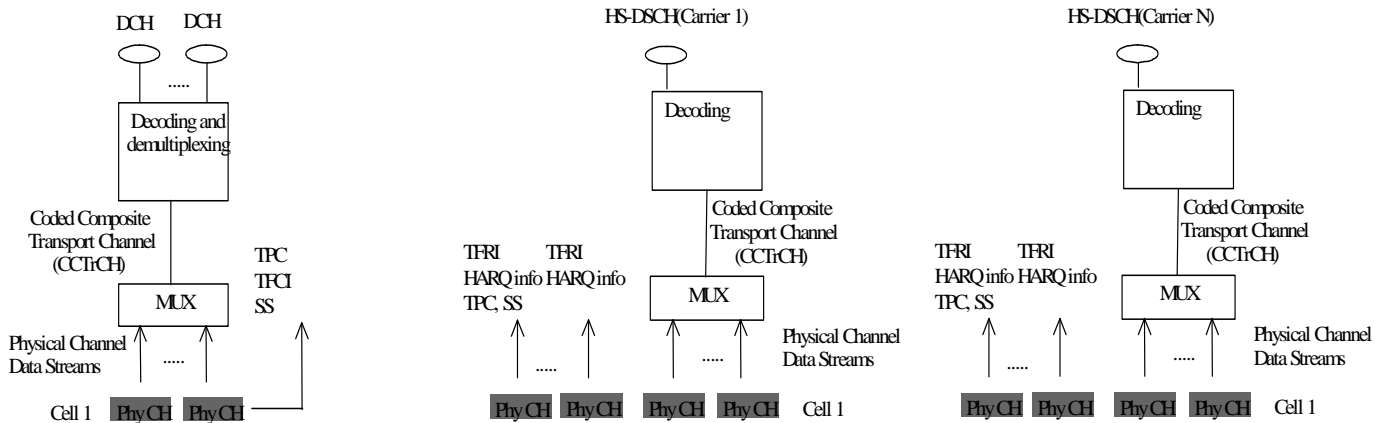 DCH DCH
.....
Decoding and
demultiplexing
Coded Composite
Transport Channel
(CCTrCH)
TPC
TFCI
SS
MUX
Physical Channel
Data Streams
.....
Cell 1 Phy CH Phy CH
HS-DSCH(Carrier 1)
Decoding
Coded Composite
Transport Channel
(CCTrCH)
TFRI TFRI
HARQ info HARQ info
TPC, SS
MUX
Physical Channel
Data Streams
..... .....
Phy CH Phy CH Phy CH Phy CH Cell 1
HS-DSCH(Carrier N)
Decoding
Coded Composite
Transport Channel
(CCTrCH)
TFRI TFRI
HARQ info HARQ info
TPC, SS
MUX
Physical Channel
Data Streams
..... .....
Phy CH Phy CH Phy CH Phy CH Cell 1